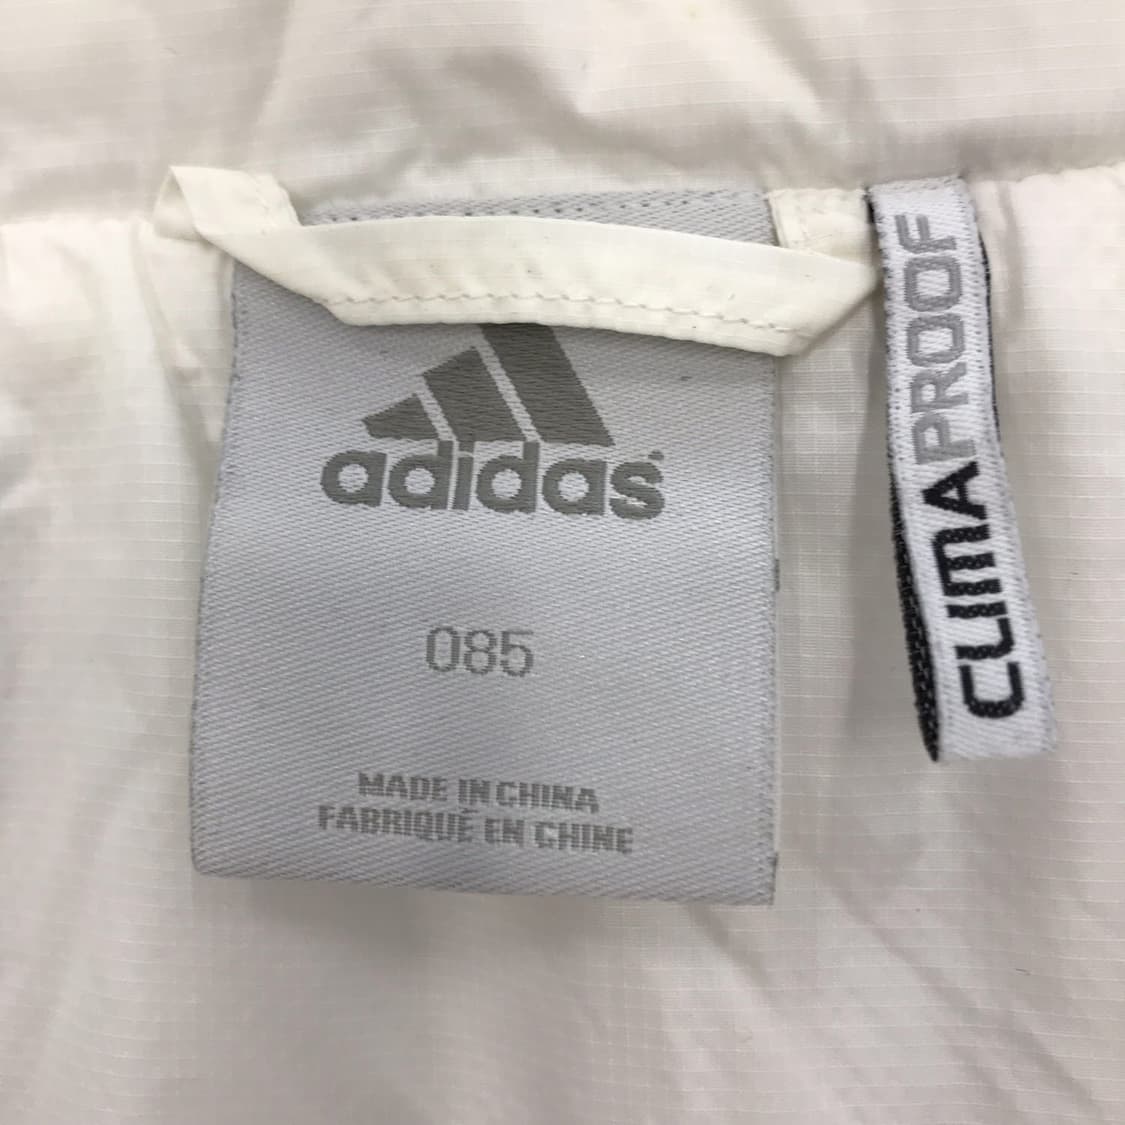 adidas
085
MADE IN CHINA
FABRIQUÉ EN CHINE
CLIMAPROOF